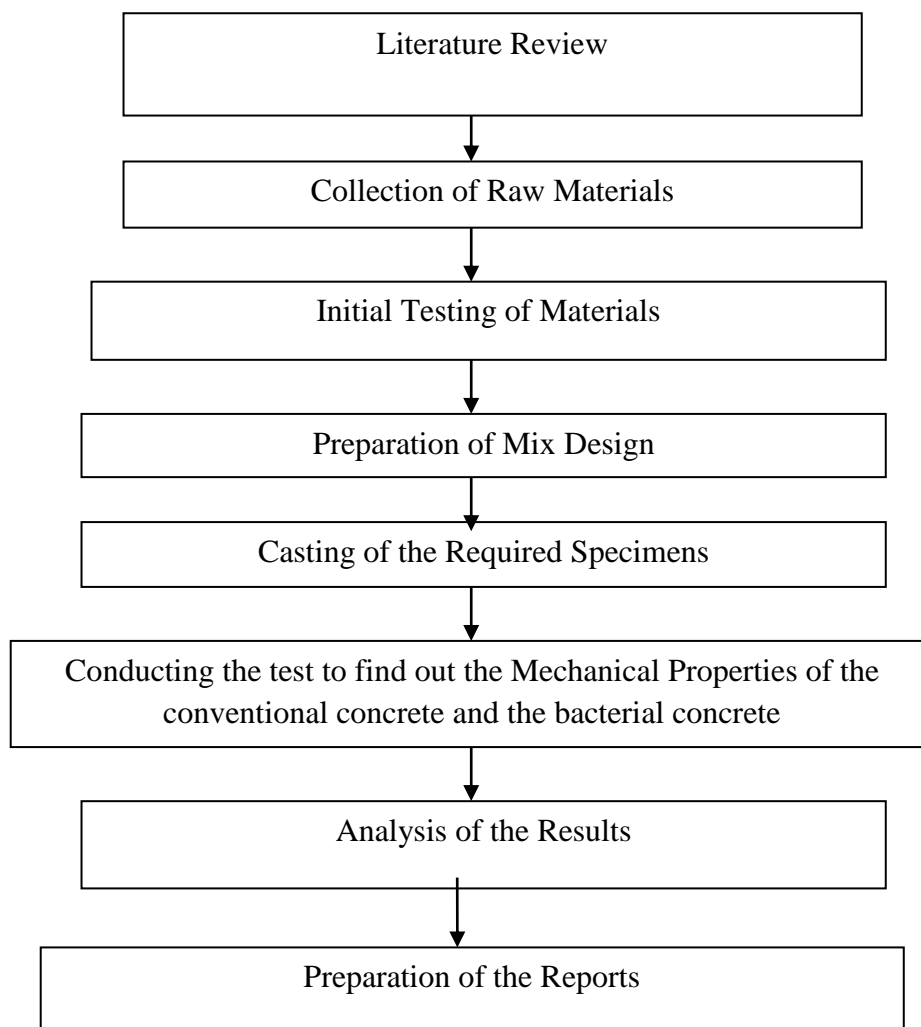 Literature Review
Collection of Raw Materials
Initial Testing of Materials
Preparation of Mix Design
Casting of the Required Specimens
Conducting the test to find out the Mechanical Properties of the
conventional concrete and the bacterial concrete
Analysis of the Results
Preparation of the Reports